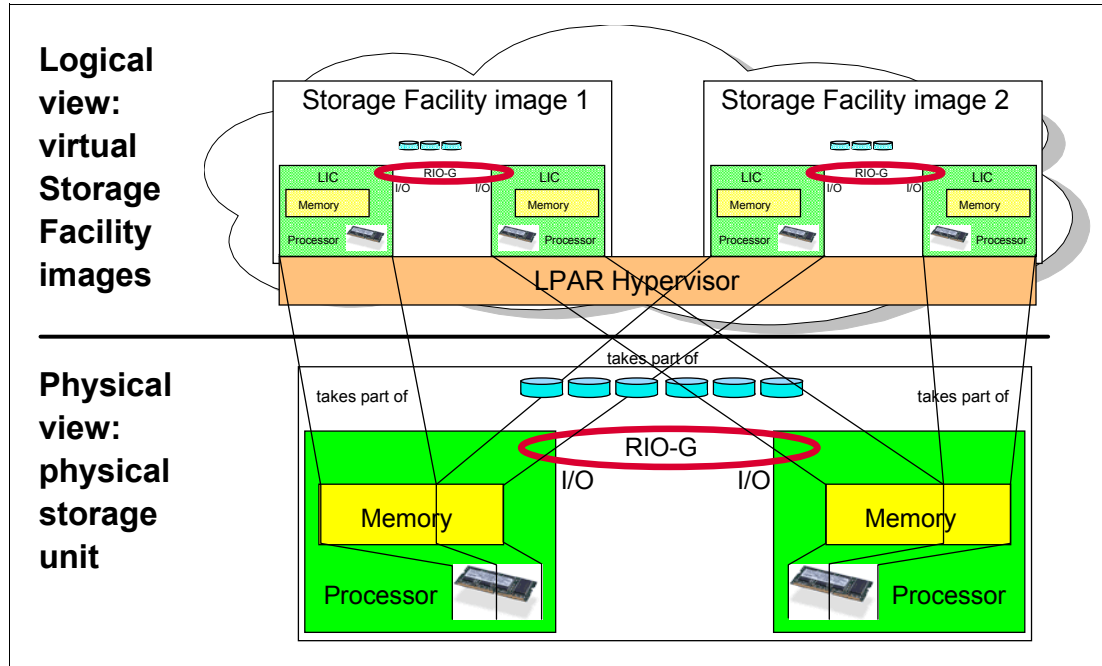 Logical
view:
virtual
Storage
Facility
images
Storage Facility image 1
Storage Facility image 2
RIO-G
RIO-G
LIC
I/O
I/O
LIC
LIC
I/O
I/O
LIC
Memory
Memory
Memory
Memory
Processor
Processor
Processor
Processor
LPAR Hypervisor
Physical
view:
physical
storage
unit
takes part of
takes part of
takes part of
RIO-G
I/O
I/O
Memory
Memory
Processor
Processor